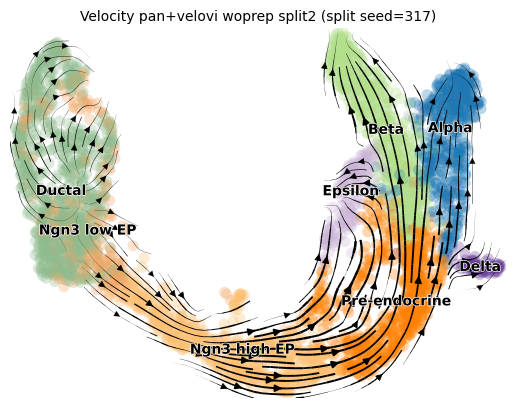 Velocity pan+velovi woprep split2 (split seed=317)
Beta
Alpha
Ductal
Epsilon
Ngn3 low EP
Delta
Pre-endocrine
Ngn3 high EP